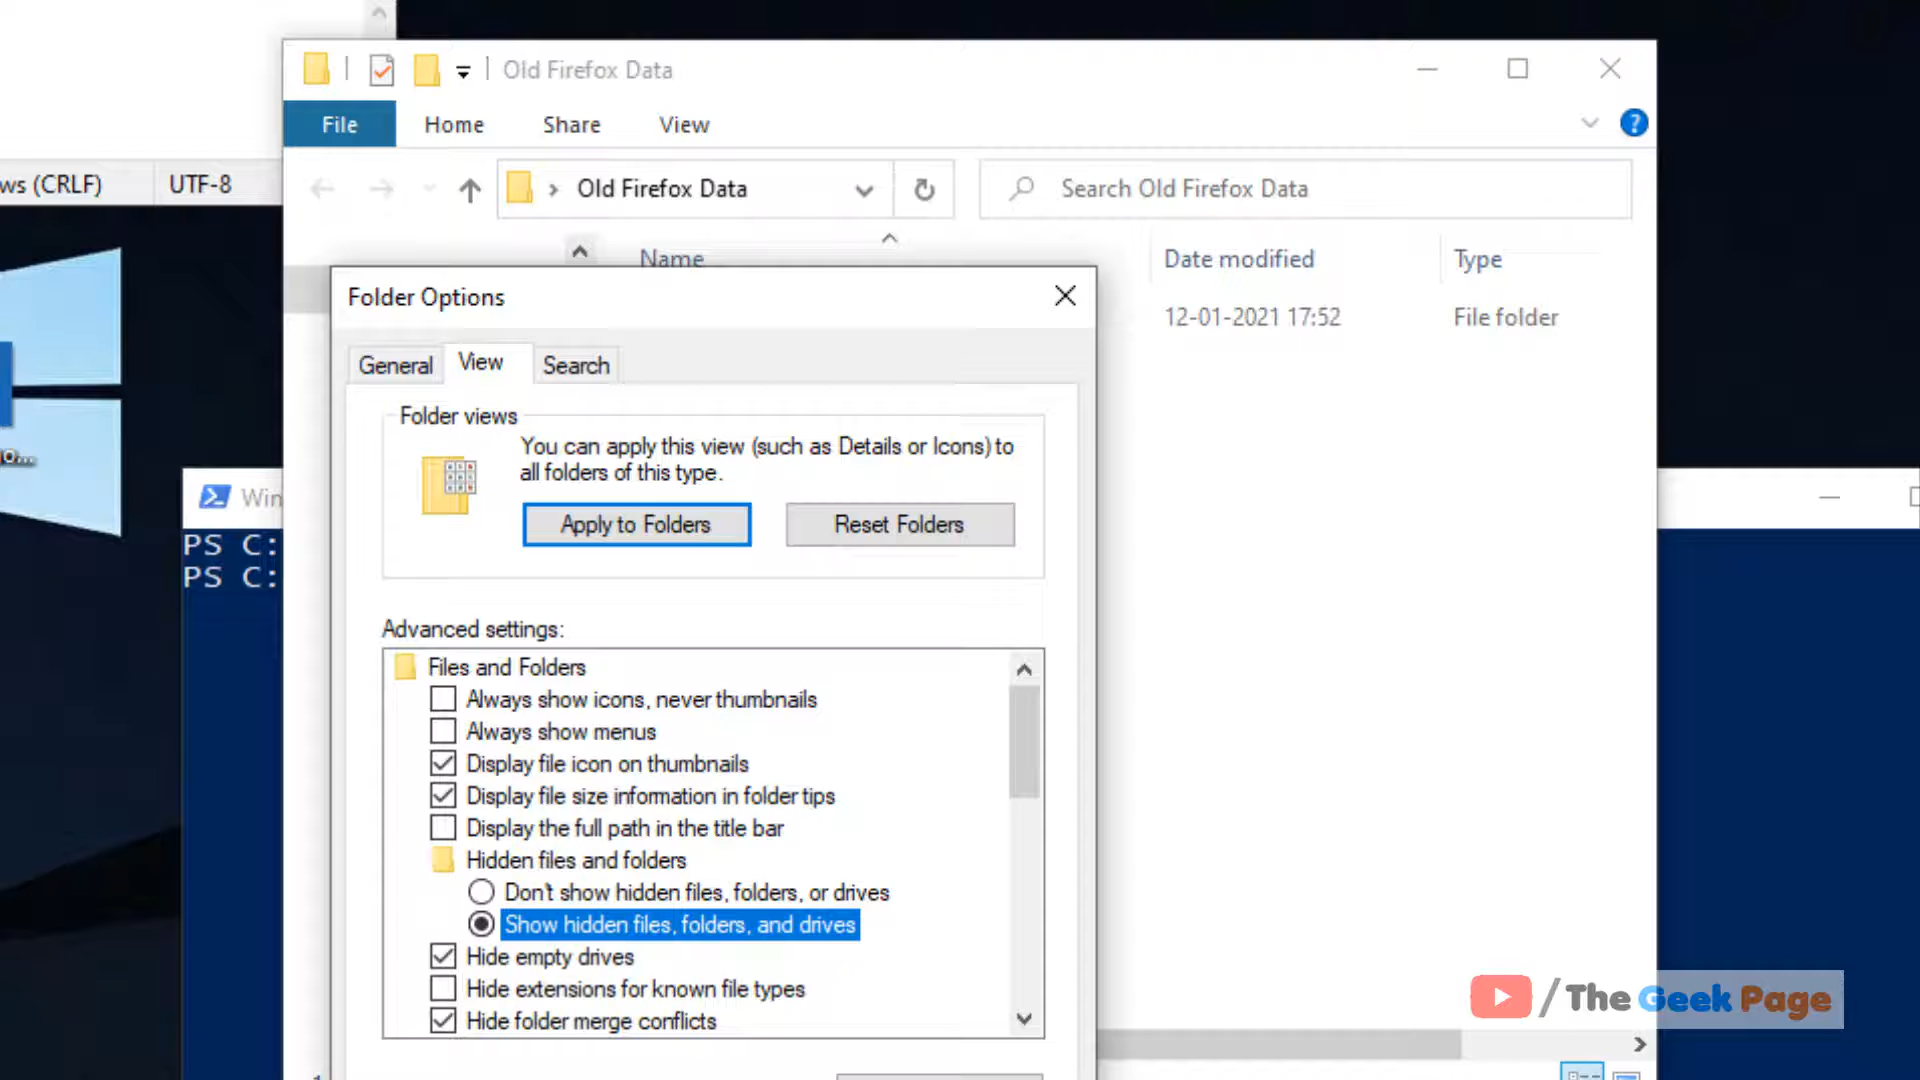 Old Firefox Data
File Home Share View
ws (CRLF) UTF-8
Old Firefox Data
Search Old Firefox Data
Name Date modified Type
12-01-2021 17:52 File folder
Folder Options
General View Search
Folder views
You can apply this view (such as Details or Icons) to
all folders of this type.
Apply to Folders Reset Folders
o...
Win
PS C:
PS C:
Advanced settings:
Files and Folders
Always show icons, never thumbnails
Always show menus
Display file icon on thumbnails
Display file size information in folder tips
Display the full path in the title bar
Hidden files and folders
Don't show hidden files, folders, or drives
Show hidden files, folders, and drives
Hide empty drives
Hide extensions for known file types
Hide folder merge conflicts
/The Geek Page